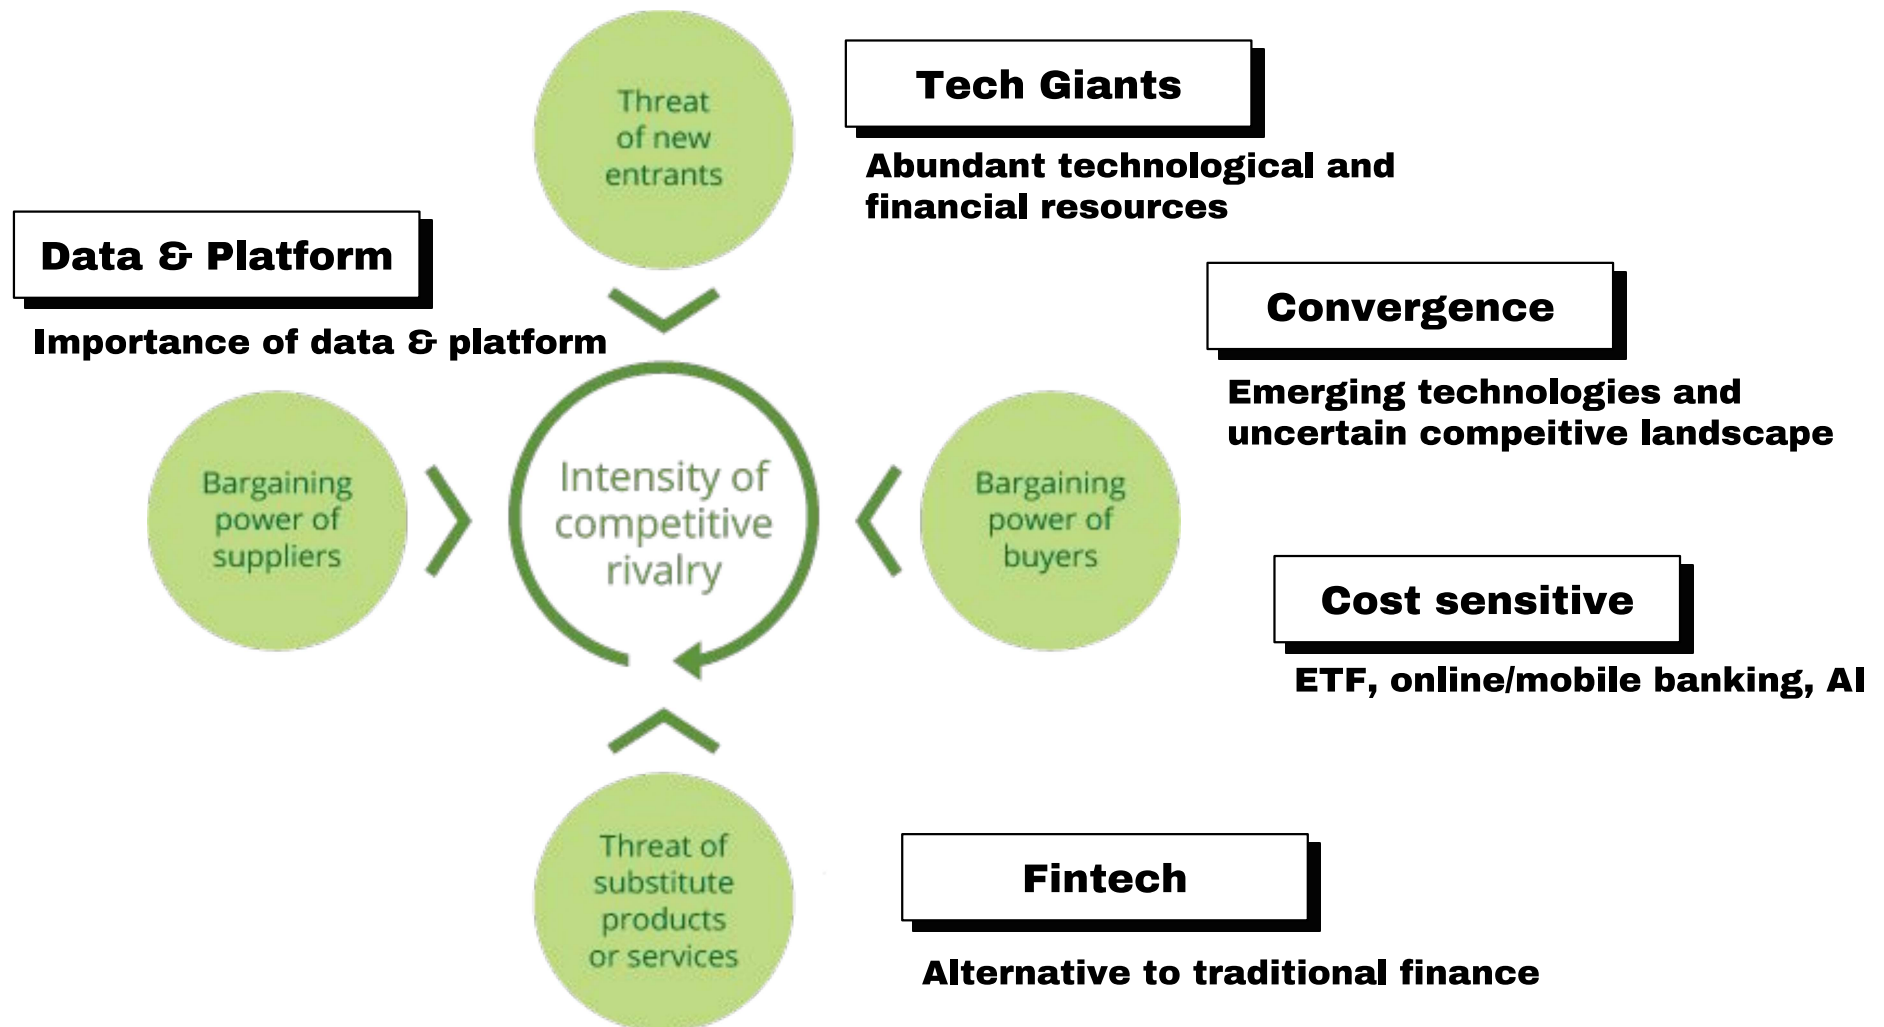 Threat
of new
entrants
Tech Giants
Abundant technological and
financial resources
Data & Platform
Importance of data & platform
Convergence
Emerging technologies and
uncertain compeitive landscape
Bargaining
power of
suppliers
Intensity of
competitive
rivalry
Bargaining
power of
buyers
Cost sensitive
ETF, online/mobile banking, AI
Threat of
substitute
products
or services
Fintech
Alternative to traditional finance